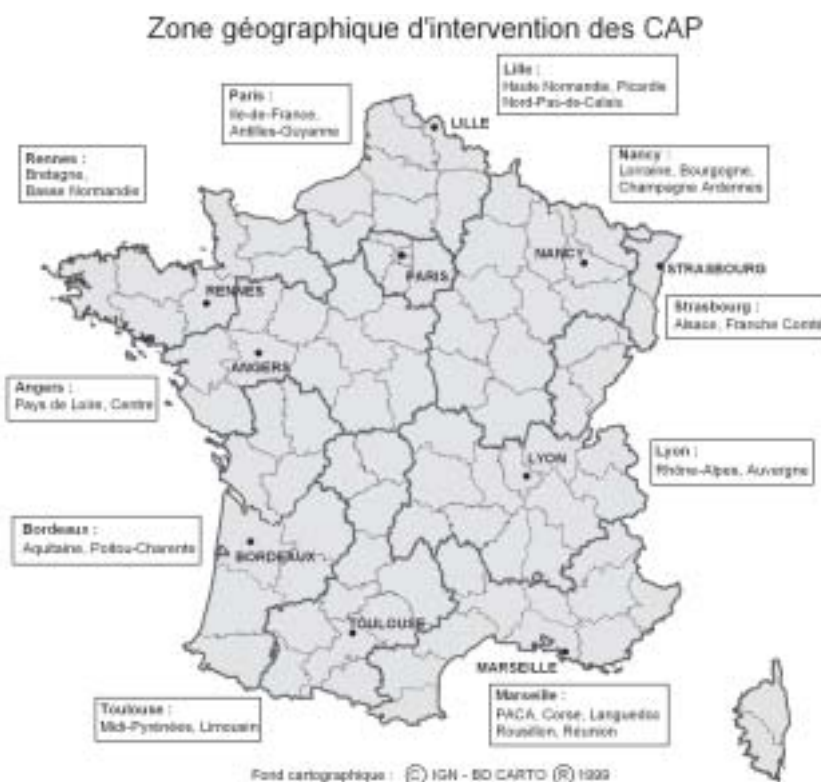 Zone géographique d'intervention des CAP
Lille :
Haute Normandie, Picardie
Nord-Pas-de-Calais
Paris :
Ile-de-France,
Antilles-Guyanne
LILLE
Rennes :
Bretagne,
Basse Normandie
Nancy :
Lorraine, Bourgogne,
Champagne Ardennes
NANCY
STRASBOURG
PARIS
RENNES
Strasbourg :
Alsace, Franche Comté
ANGERS
Angers :
Pays de Loire, Centre
LYON
Lyon :
Rhône-Alpes, Auvergne
Bordeaux :
Aquitaine, Poitou-Charente
BORDEAUX
TOULOUSE
MARSEILLE
Toulouse :
Midi-Pyrénées, Limousin
Marseille :
PACA, Corse, Languedoc
Rousillon, Réunion
Fond cartographique : © IGN - BD CARTO ® 1999